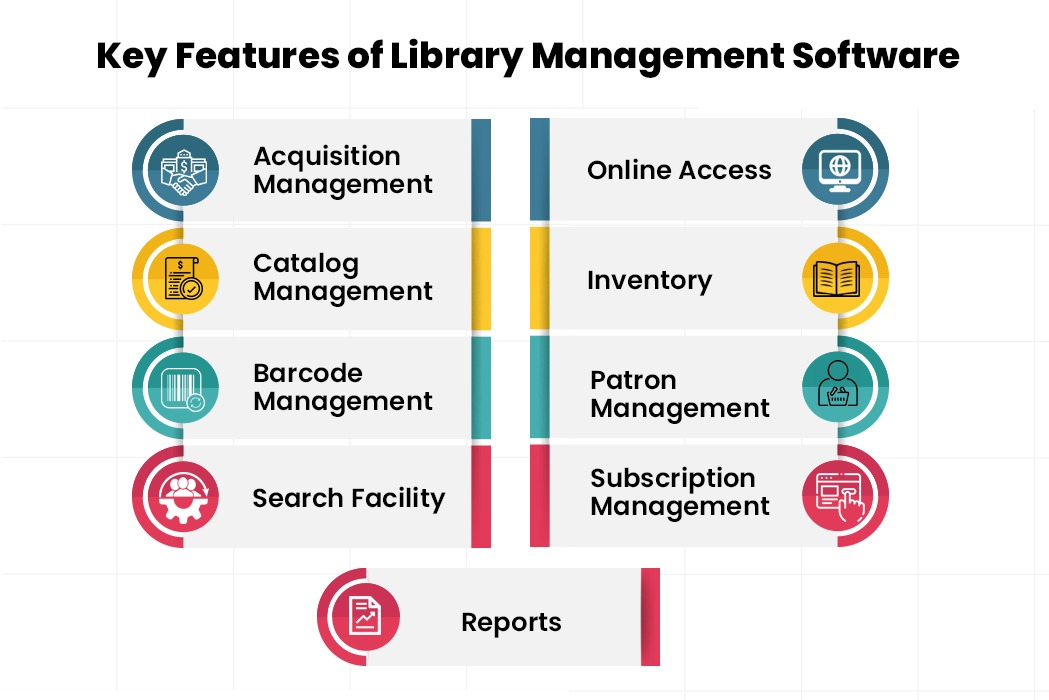 Key Features of Library Management Software
Acquisition
Management
Online Access
Catalog
Management
Inventory
Barcode
Management
Patron
Management
Search Facility
Subscription
Management
Reports